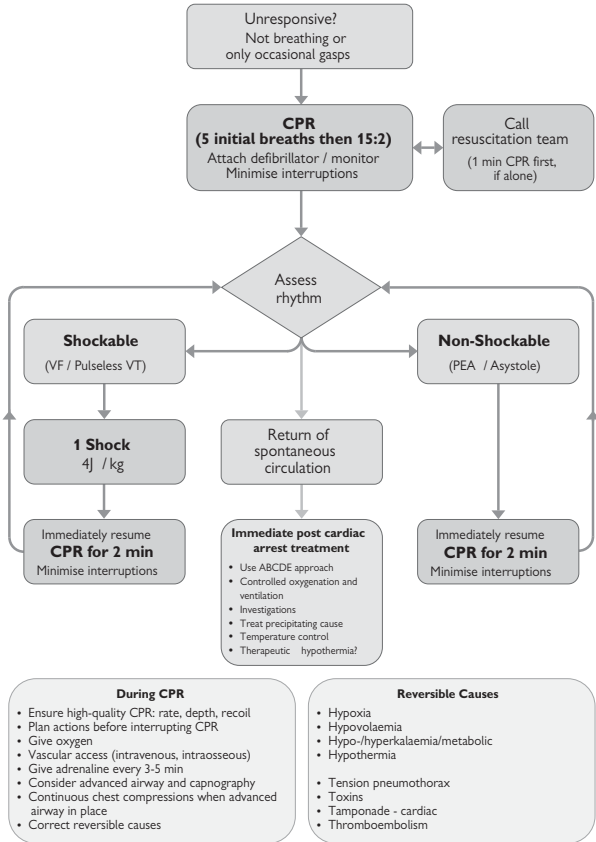 Unresponsive?
Not breathing or
only occasional gasps
CPR
(5 initial breaths then 15:2)
Attach defibrillator / monitor
Minimise interruptions
Call
resuscitation team
(1 min CPR first,
if alone)
Assess
rhythm
Shockable
(VF / Pulseless VT)
Non-Shockable
(PEA / Asystole)
1 Shock
4J / kg
Return of
spontaneous
circulation
Immediately resume
CPR for 2 min
Minimise interruptions
Immediate post cardiac
arrest treatment
• Use ABCDE approach
• Controlled oxygenation and
ventilation
• Investigations
• Treat precipitating cause
• Temperature control
• Therapeutic hypothermia?
Immediately resume
CPR for 2 min
Minimise interruptions
During CPR
• Ensure high-quality CPR: rate, depth, recoil
• Plan actions before interrupting CPR
• Give oxygen
• Vascular access (intravenous, intraosseous)
• Give adrenaline every 3-5 min
• Consider advanced airway and capnography
• Continuous chest compressions when advanced
airway in place
• Correct reversible causes
Reversible Causes
• Hypoxia
• Hypovolaemia
• Hypo-/hyperkalaemia/metabolic
• Hypothermia
• Tension pneumothorax
• Toxins
• Tamponade - cardiac
• Thromboembolism